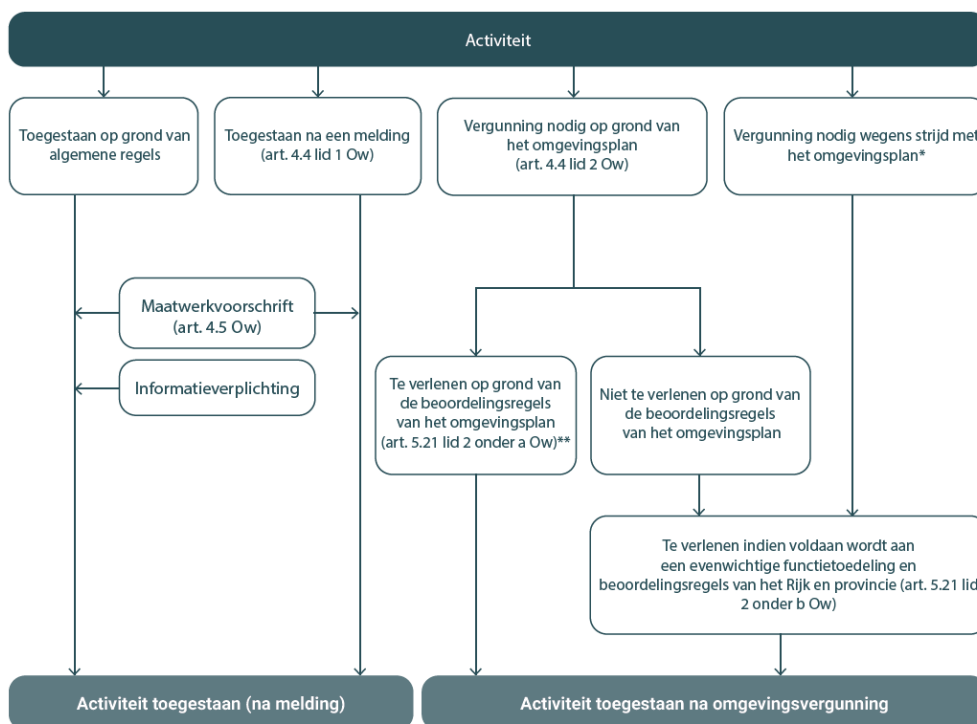 Activiteit
Toegestaan op grond van
algemene regels
Toegestaan na een melding
(art. 4.4 lid 1 Ow)
Vergunning nodig op grond van
het omgevingsplan
(art. 4.4 lid 2 Ow)
Vergunning nodig wegens strijd met
het omgevingsplan*
Maatwerkvoorschrift
(art. 4.5 Ow)
Informatieverplichting
Te verlenen op grond van
de beoordelingsregels
van het omgevingsplan
(art. 5.21 lid 2 onder a Ow)**
Niet te verlenen op grond van
de beoordelingsregels
van het omgevingsplan
Te verlenen indien voldaan wordt aan
een evenwichtige functietoedeling en
beoordelingsregels van het Rijk en provincie (art. 5.21 lid
2 onder b Ow)
Activiteit toegestaan (na melding)
Activiteit toegestaan na omgevingsvergunning